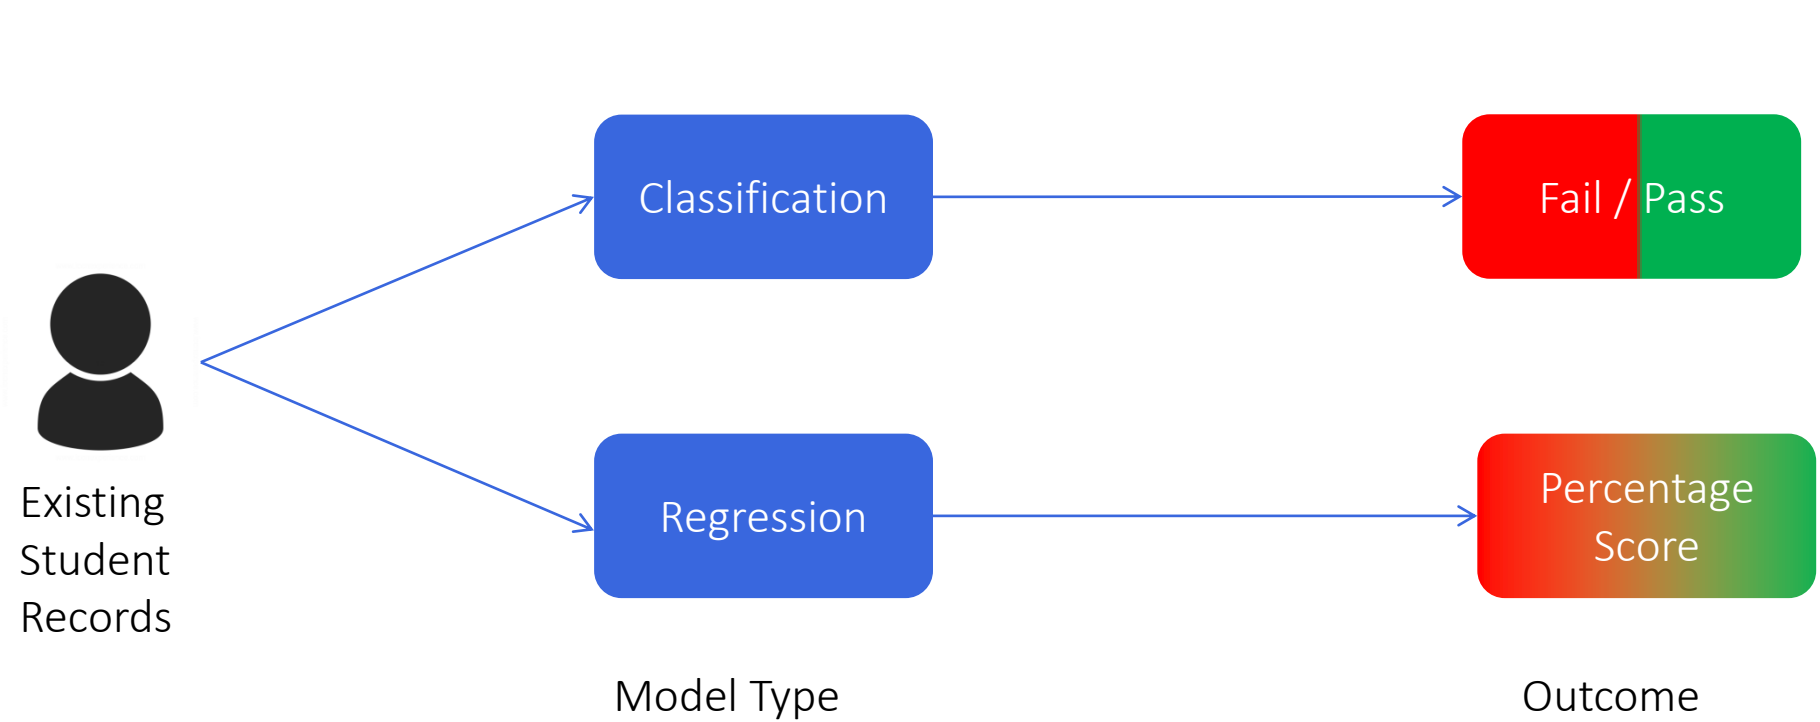 Classification
Fail / Pass
Existing
Student
Records
Regression
Percentage
Score
Model Type
Outcome